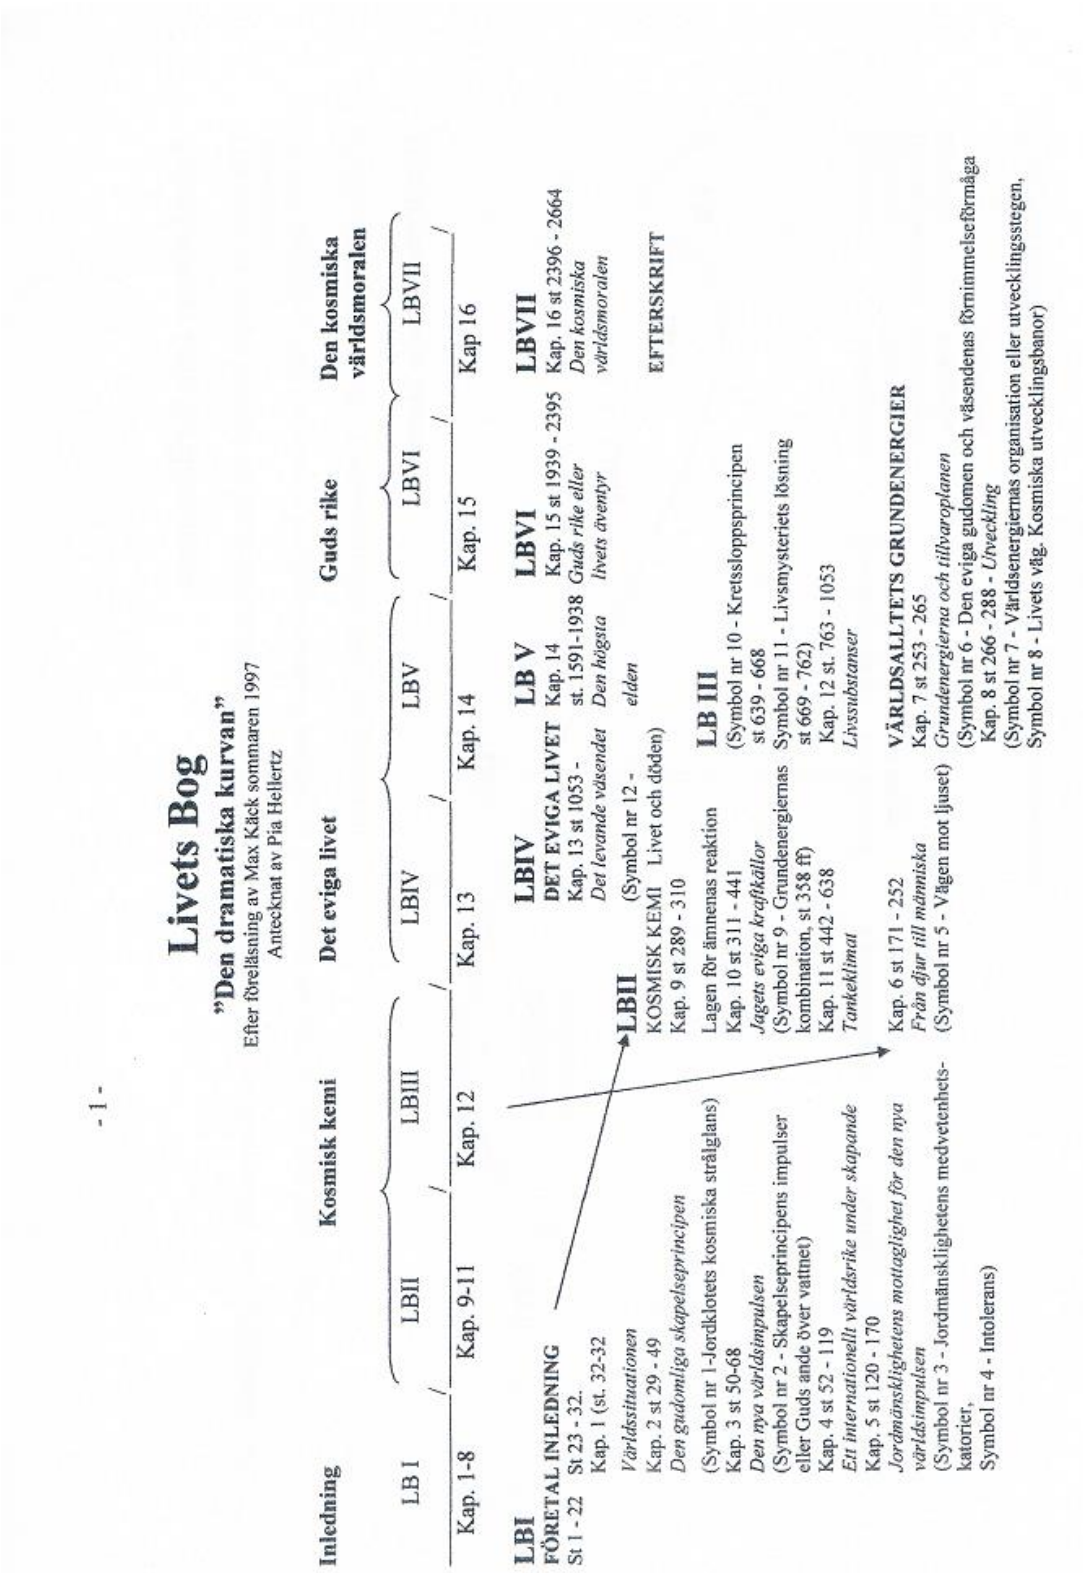 - 1 -
Livets Bog
”Den dramatiska kurvan”
Efter föreläsning av Max Käck sommaren 1997
Antecknat av Pia Hellertz
Inledning
Kosmisk kemi
Det eviga livet
Guds rike
Den kosmiska
världsmoralen
LB I
LBII
LBIII
LBIV
LBV
LBVI
LBVII
Kap. 1-8
Kap. 9-11
Kap. 12
Kap. 13
Kap. 14
Kap. 15
Kap 16
LBI
FÖRETAL INLEDNING
St 1 - 22 St 23 - 32.
Kap. 1 (st. 32-32
Världssituationen
Kap. 2 st 29 - 49
Den gudomliga skapelseprincipen
(Symbol nr 1-Jordklotets kosmiska strålglans)
Kap. 3 st 50-68
Den nya världsimpulsen
(Symbol nr 2 - Skapelseprincipens impulser
eller Guds ande över vattnet)
Kap. 4 st 52 - 119
Ett internationellt världsrike under skapande
Kap. 5 st 120 - 170
Jordmänsklighetens mottaglighet för den nya
världsimpulsen
(Symbol nr 3 - Jordmänsklighetens medvetenhets-
katorier,
Symbol nr 4 - Intolerans)
LBII
KOSMISK KEMI
Kap. 9 st 289 - 310
Lagen för ämnenas reaktion
Kap. 10 st 311 - 441
Jagets eviga kraftkällor
(Symbol nr 9 - Grundenergiernas
kombination, st 358 ff)
Kap. 11 st 442 - 638
Tankeklimat
Kap. 6 st 171 - 252
Från djur till människa
(Symbol nr 5 - Vägen mot ljuset)
LBIV
DET EVIGA LIVET
Kap. 13 st 1053 -
Det levande väsendet
(Symbol nr 12 -
Livet och döden)
LB V
Kap. 14
st. 1591-1938
Den högsta
elden
LB III
(Symbol nr 10 - Kretssloppsprincipen
st 639 - 668
Symbol nr 11 - Livsmysteriets lösning
st 669 - 762)
Kap. 12 st. 763 - 1053
Livssubstanser
VÄRLDSALLTETS GRUNDENERGIER
Kap. 7 st 253 - 265
Grundenergierna och tillvaroplanen
(Symbol nr 6 - Den eviga gudomen och väsendenas förnimmelseförmåga
Kap. 8 st 266 - 288 - Utveckling
(Symbol nr 7 - Världsenergiernas organisation eller utvecklingsstegen,
Symbol nr 8 - Livets väg. Kosmiska utvecklingsbanor)
LBVI
Kap. 15 st 1939 - 2395
Guds rike eller
livets äventyr
LBVII
Kap. 16 st 2396 - 2664
Den kosmiska
världsmoralen
EFTERSKRIFT